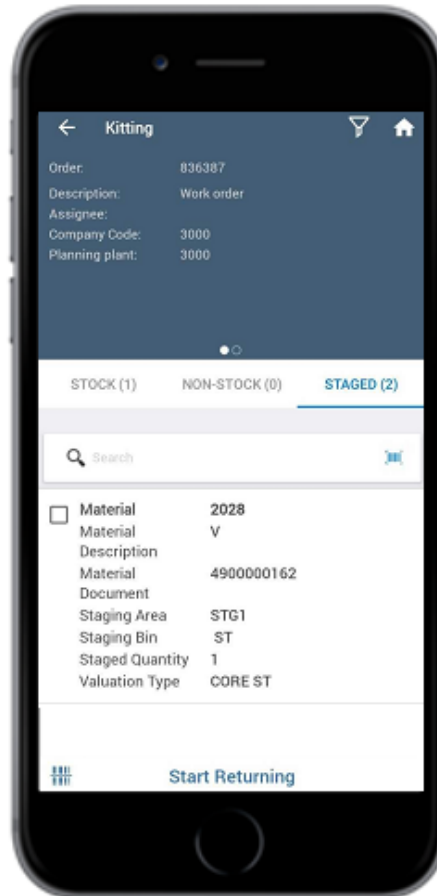 Kitting
Order: 836387
Description: Work order
Assignee:
Company Code: 3000
Planning plant: 3000
STOCK (1) NON-STOCK (0) STAGED (2)
Search
Material 2028
Material V
Description
Material 4900000162
Document
Staging Area STG1
Staging Bin ST
Staged Quantity 1
Valuation Type CORE ST
Start Returning